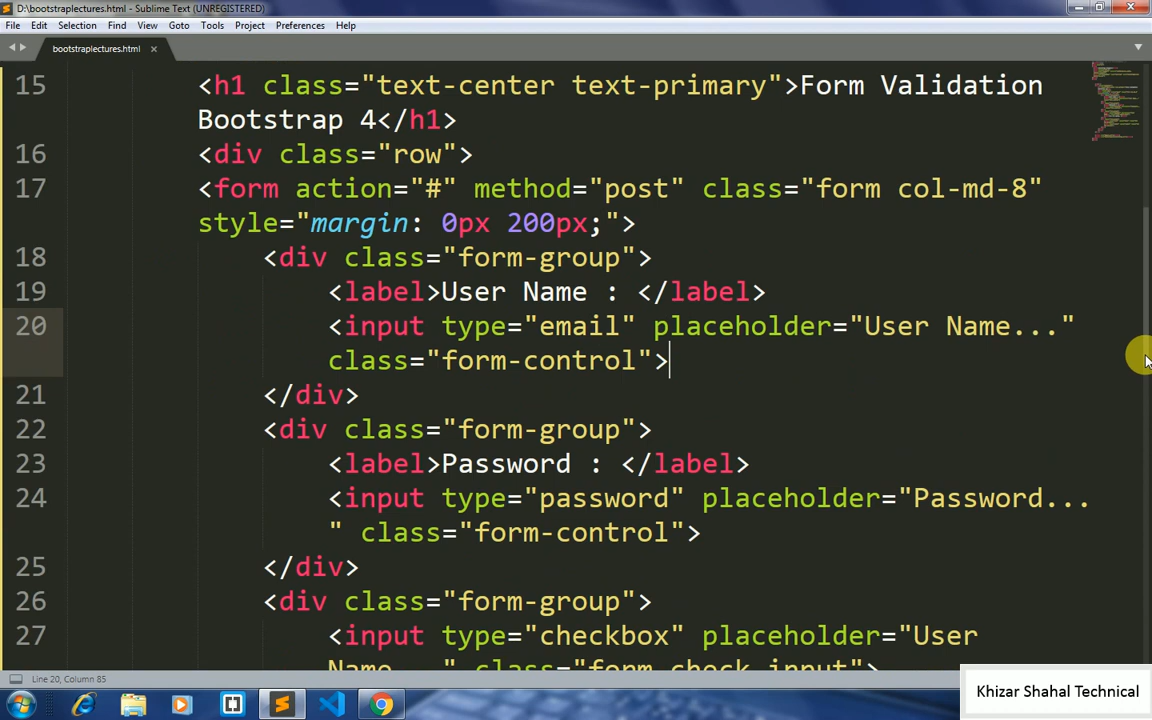 D:\bootstraplectures.html - Sublime Text (UNREGISTERED)
File Edit Selection Find View Goto Tools Project Preferences Help
bootstraplectures.html
15 <h1 class="text-center text-primary">Form Validation
Bootstrap 4</h1>
16 <div class="row">
17 <form action="#" method="post" class="form col-md-8"
style="margin: 0px 200px;">
18 <div class="form-group">
19 <label>User Name : </label>
20 <input type="email" placeholder="User Name..."
class="form-control">
21 </div>
22 <div class="form-group">
23 <label>Password : </label>
24 <input type="password" placeholder="Password...
" class="form-control">
25 </div>
26 <div class="form-group">
27 <input type="checkbox" placeholder="User
Name..." class="form-check-input">
Line 20, Column 85
Khizar Shahal Technical